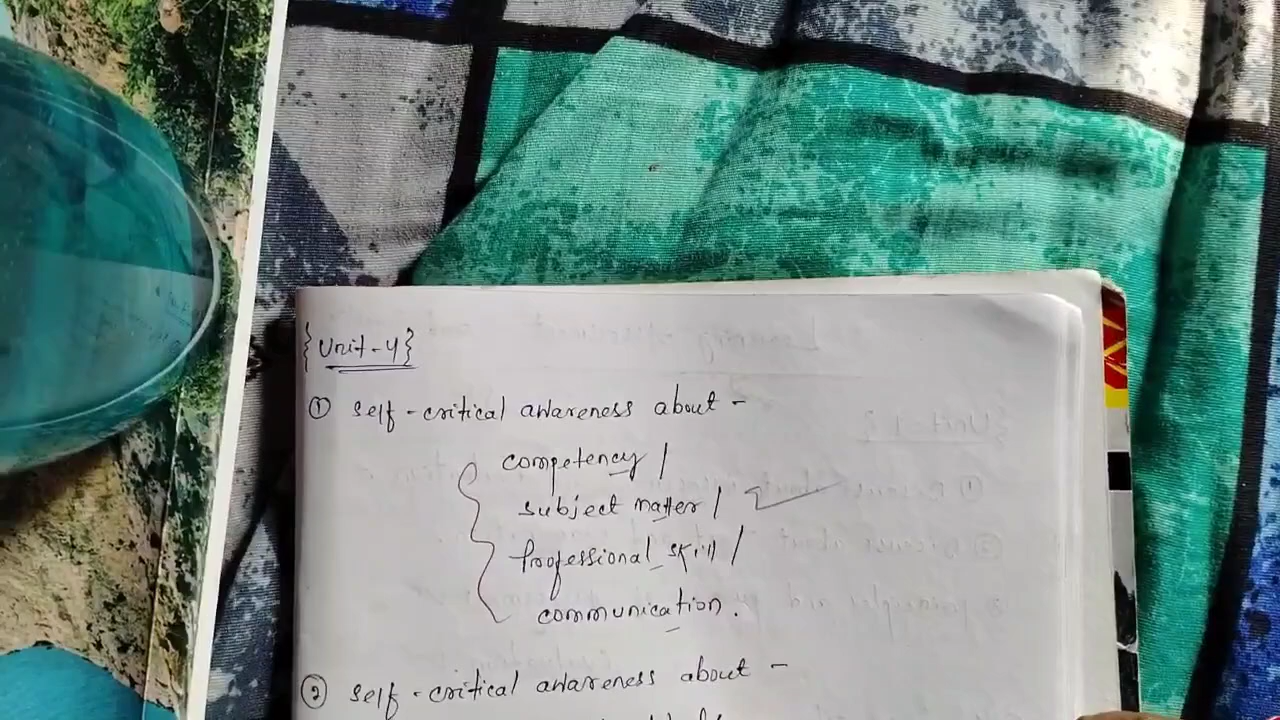 {Unit-4}
① self-critical awareness about -
competency /
subject matter /
Professional skill /
communication.
② self-critical awareness about -